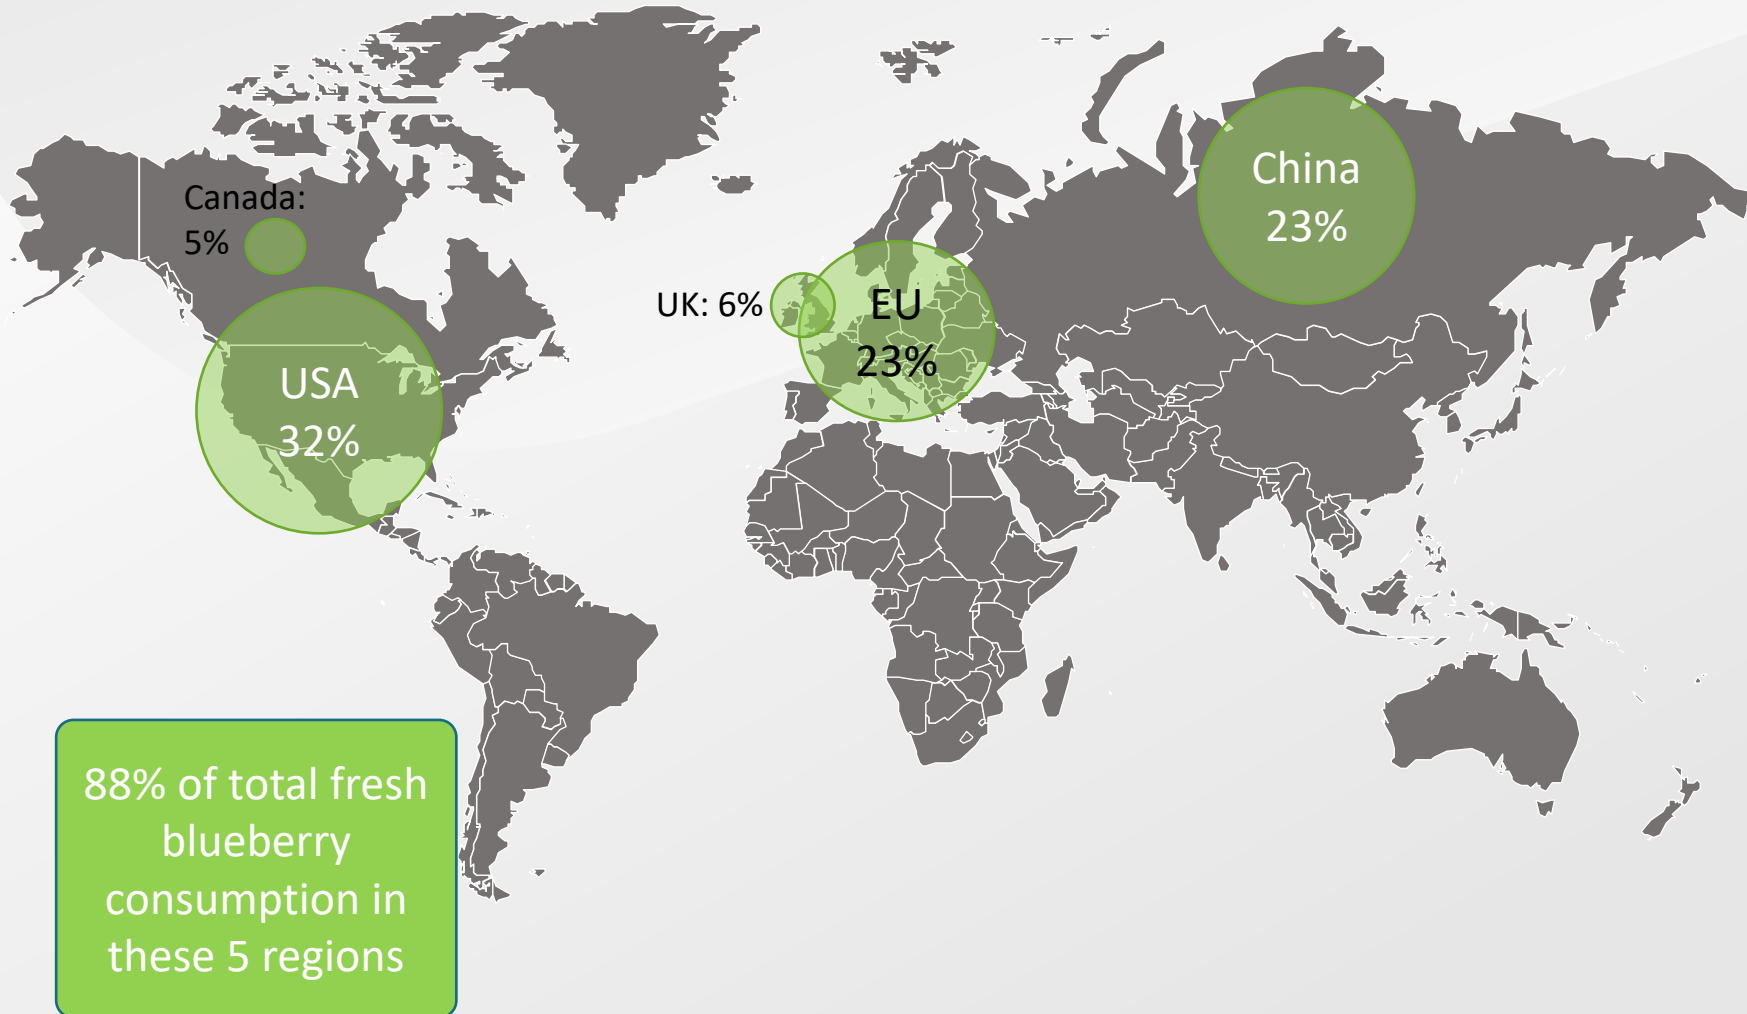 Canada:
5%
USA
32%
UK: 6%
EU
23%
China
23%
88% of total fresh
blueberry
consumption in
these 5 regions